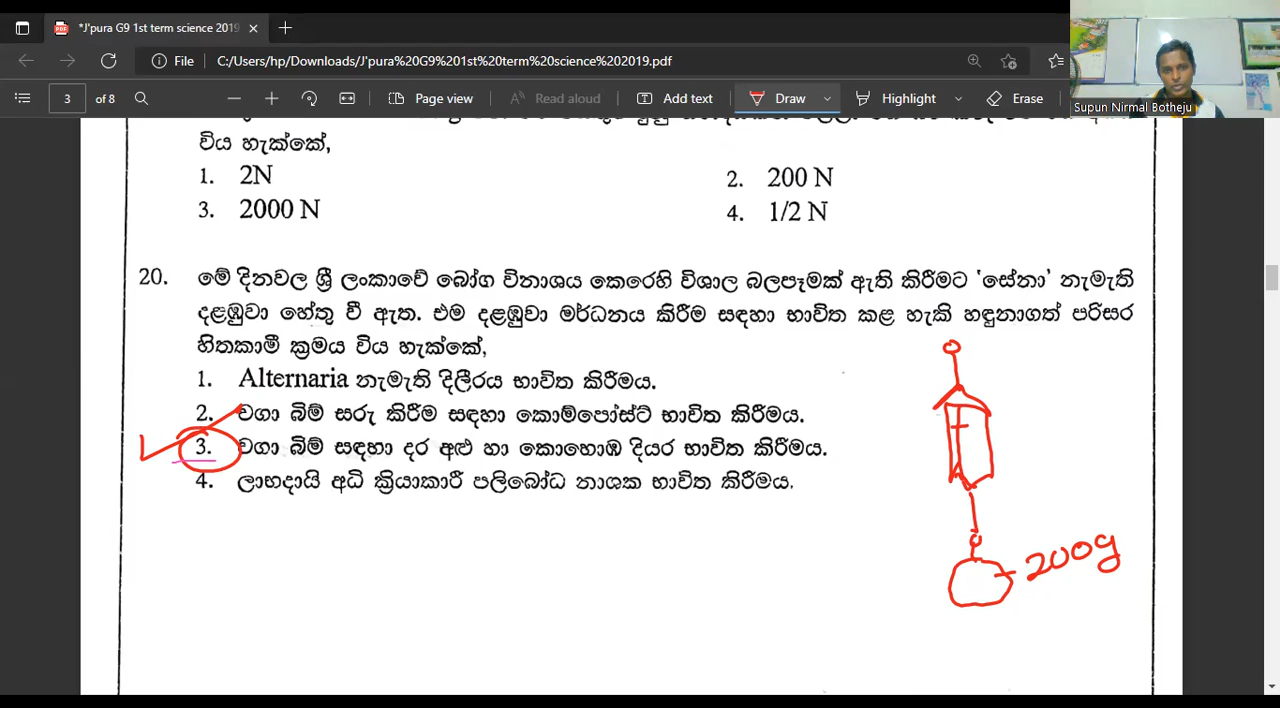 *J'pura G9 1st term science 2019
File
C:/Users/hp/Downloads/J'pura%20G9%201st%20term%20science%202019.pdf
3 of 8
Page view
Read aloud
Add text
Draw
Highlight
Erase
Supun Nirmal Botheju
විය හැක්කේ,
1. 2N 2. 200 N
3. 2000 N 4. 1/2 N
20. මේ දිනවල ශ්‍රී ලංකාවේ බෝග විනාශය කෙරෙහි විශාල බලපෑමක් ඇති කිරීමට 'සේනා' නැමැති
දළඹුවා හේතු වී ඇත. එම දළඹුවා මර්ධනය කිරීම සඳහා භාවිත කළ හැකි හඳුනාගත් පරිසර
හිතකාමී ක්‍රමය විය හැක්කේ,
1. Alternaria නැමැති දිලීරය භාවිත කිරීමය.
2. වගා බිම් සරු කිරීම සඳහා කොම්පෝස්ට් භාවිත කිරීමය.
3. වගා බිම් සඳහා දර අළු හා කොහොඹ දියර භාවිත කිරීමය.
4. ලාභදායි අධි ක්‍රියාකාරී පලිබෝධ නාශක භාවිත කිරීමය.
200g